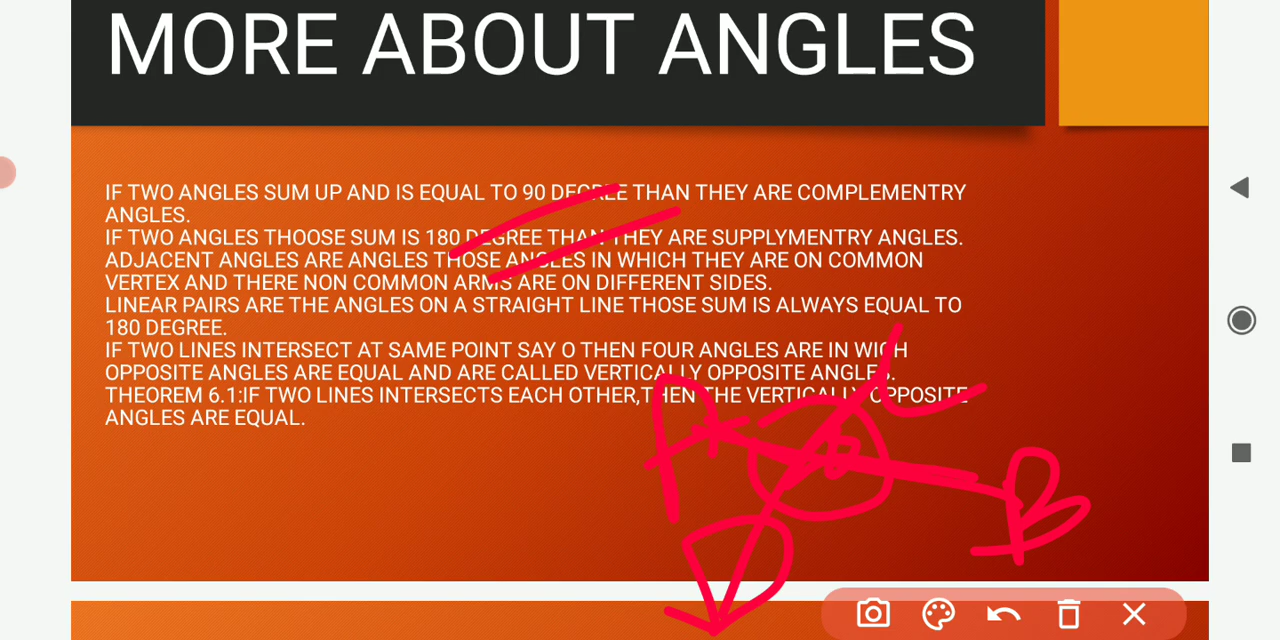 MORE ABOUT ANGLES
IF TWO ANGLES SUM UP AND IS EQUAL TO 90 DEGREE THAN THEY ARE COMPLEMENTRY
ANGLES.
IF TWO ANGLES THOOSE SUM IS 180 DEGREE THAN THEY ARE SUPPLYMENTRY ANGLES.
ADJACENT ANGLES ARE ANGLES THOSE ANGLES IN WHICH THEY ARE ON COMMON
VERTEX AND THERE NON COMMON ARMS ARE ON DIFFERENT SIDES.
LINEAR PAIRS ARE THE ANGLES ON A STRAIGHT LINE THOSE SUM IS ALWAYS EQUAL TO
180 DEGREE.
IF TWO LINES INTERSECT AT SAME POINT SAY O THEN FOUR ANGLES ARE IN WICH
OPPOSITE ANGLES ARE EQUAL AND ARE CALLED VERTICALLY OPPOSITE ANGLES.
THEOREM 6.1:IF TWO LINES INTERSECTS EACH OTHER,THEN THE VERTICALLY OPPOSITE
ANGLES ARE EQUAL.
A
B
D